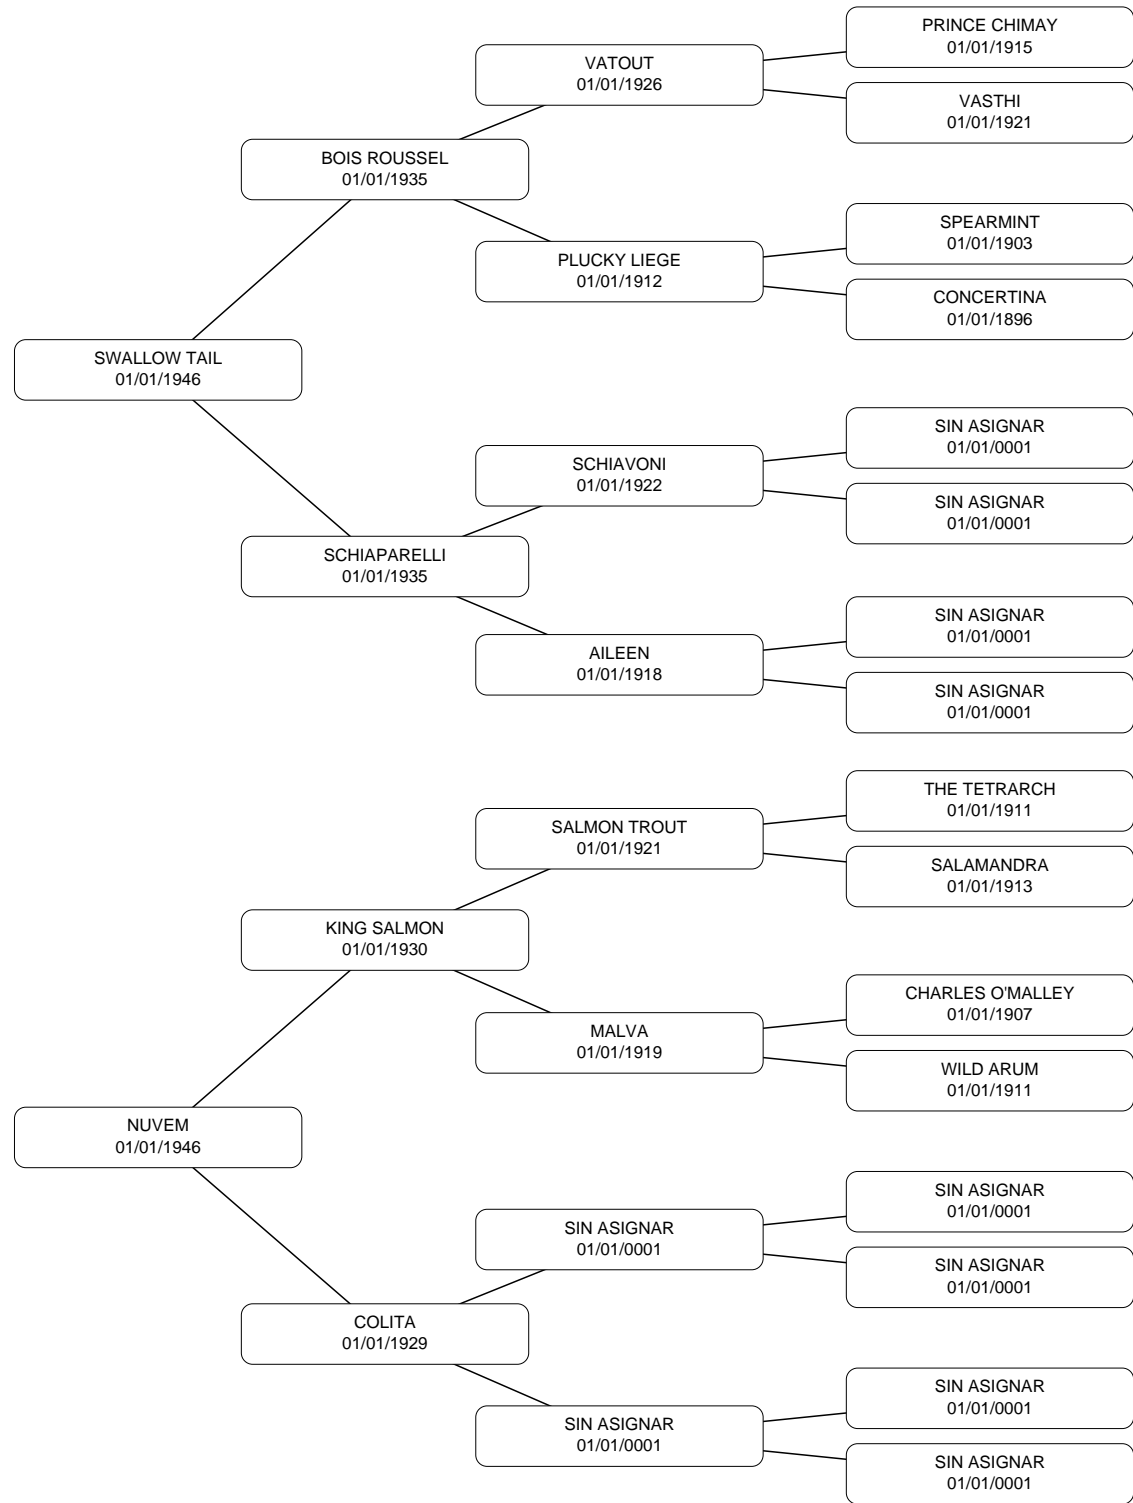 PRINCE CHIMAY
01/01/1915
VATOUT
01/01/1926
VASTHI
01/01/1921
BOIS ROUSSEL
01/01/1935
SPEARMINT
01/01/1903
PLUCKY LIEGE
01/01/1912
CONCERTINA
01/01/1896
SWALLOW TAIL
01/01/1946
SIN ASIGNAR
01/01/0001
SCHIAVONI
01/01/1922
SIN ASIGNAR
01/01/0001
SCHIAPARELLI
01/01/1935
SIN ASIGNAR
01/01/0001
AILEEN
01/01/1918
SIN ASIGNAR
01/01/0001
THE TETRARCH
01/01/1911
SALMON TROUT
01/01/1921
SALAMANDRA
01/01/1913
KING SALMON
01/01/1930
CHARLES O'MALLEY
01/01/1907
MALVA
01/01/1919
WILD ARUM
01/01/1911
NUVEM
01/01/1946
SIN ASIGNAR
01/01/0001
SIN ASIGNAR
01/01/0001
SIN ASIGNAR
01/01/0001
COLITA
01/01/1929
SIN ASIGNAR
01/01/0001
SIN ASIGNAR
01/01/0001
SIN ASIGNAR
01/01/0001